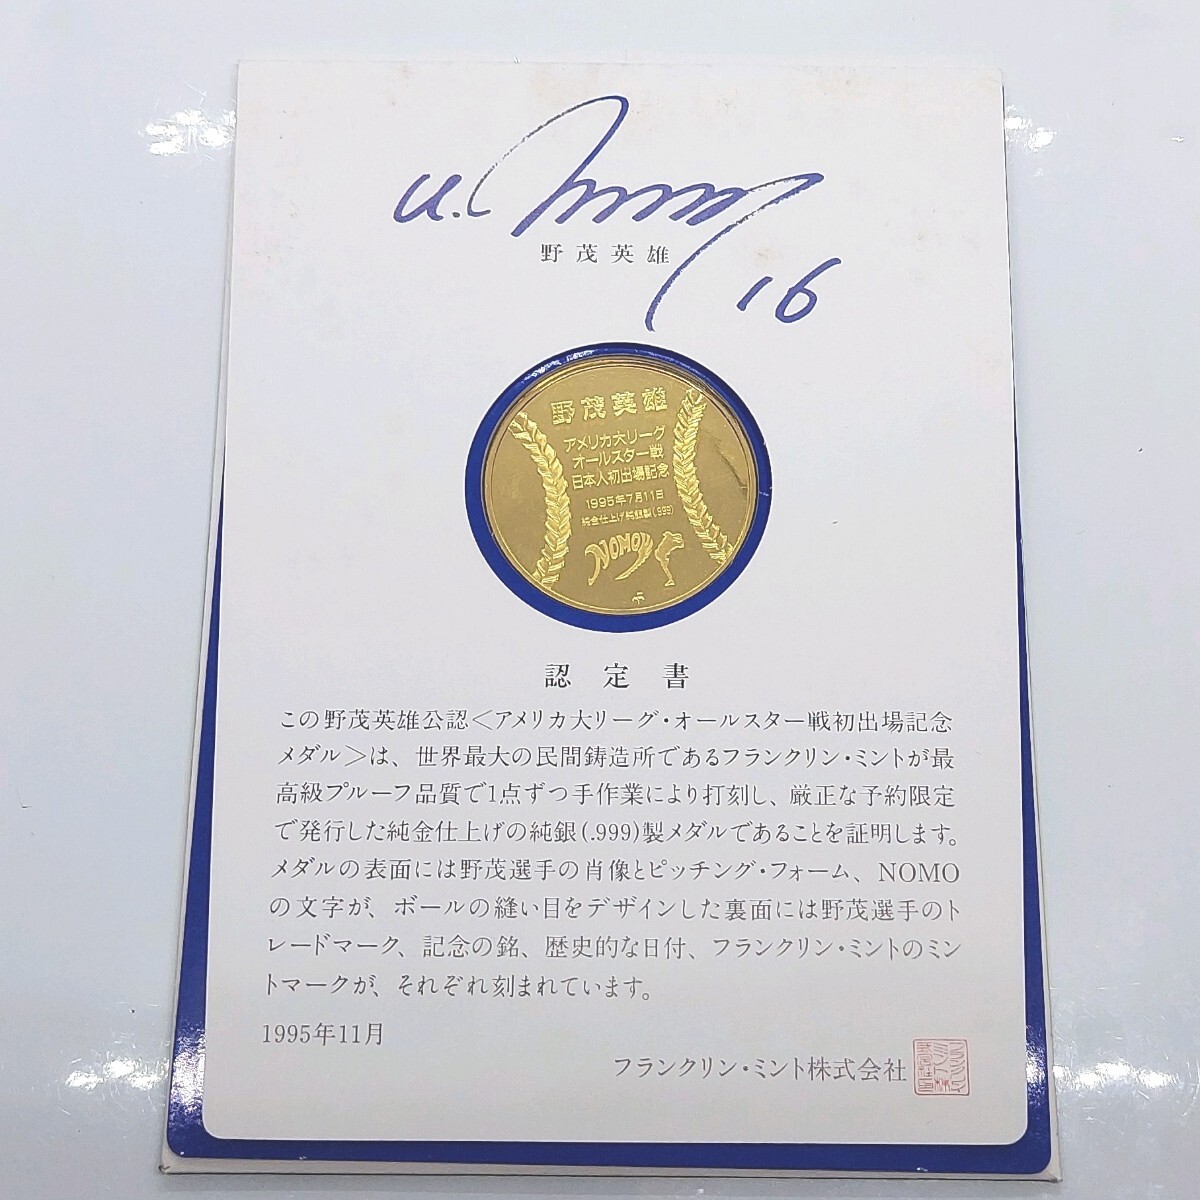 野茂英雄
16
野茂英雄
アメリカ大リーグ
オールスター戦
日本人初出場記念
1995年7月11日
純金仕上げ純銀製(.999)
NOMO
認定書
この野茂英雄公認<アメリカ大リーグ・オールスター戦初出場記念
メダル>は、世界最大の民間鋳造所であるフランクリン・ミントが最
高級プルーフ品質で1点ずつ手作業により打刻し、厳正な予約限定
で発行した純金仕上げの純銀(.999)製メダルであることを証明します。
メダルの表面には野茂選手の肖像とピッチング・フォーム、NOMO
の文字が、ボールの縫い目をデザインした裏面には野茂選手のト
レードマーク、記念の銘、歴史的な日付、フランクリン・ミントのミン
トマークが、それぞれ刻まれています。
1995年11月
フランクリン・ミント株式会社